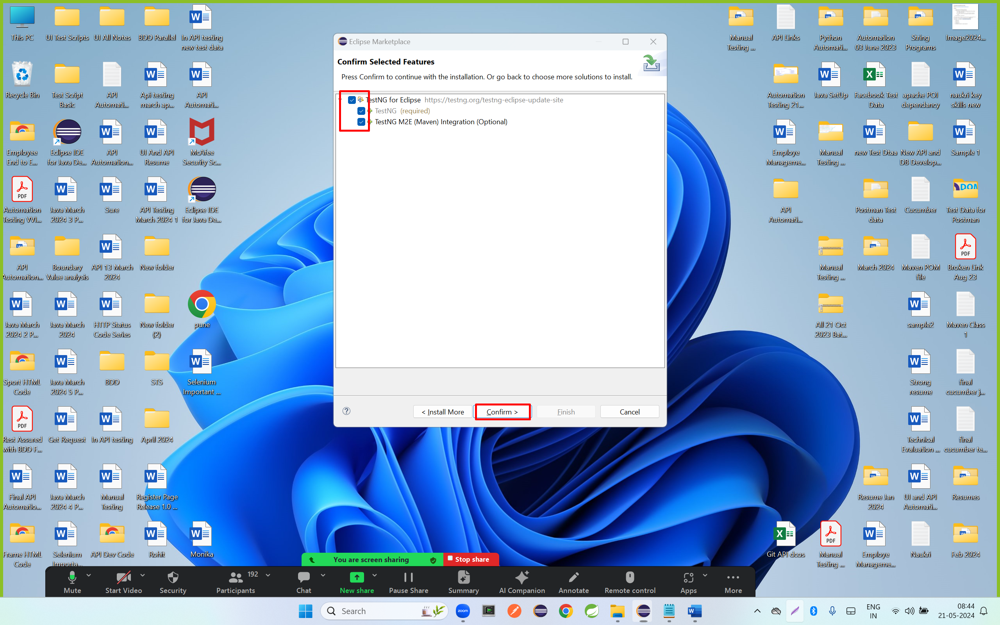 This PC
UI Test Scripts
UI All Notes
BDD Parallel
In API testing
new test data
Recycle Bin
Test Script
Basic
API
Automati...
Api testing
march ap...
API
Automati...
Employee
End to E...
Eclipse IDE
for Java De...
API
Automation...
UI And API
Resume
McAfee
Security Sc...
PDF
Automation
Testing VVI...
Java March
2024 3 P...
Sure
API Testing
March 2024 1
Eclipse IDE
for Java De...
API
Automation...
Boundary
Value analysis
API 13 March
2024
New folder
Java March
2024 2 P...
Java March
2024
HTTP Status
Code Series
New folder
(2)
pune
Sport HTML
Code
Java March
2024 5 P...
BDD
STS
Selenium
Important ...
PDF
Rest Assured
with BDD F...
Get Request
In API testing
April 2024
Final API
Automatio...
Java March
2024 4 P...
Manual
Testing
Register Page
Release 1.0 ...
Frame HTML
Code
Selenium
Importa...
API Dev Code
Rohit
Monika
Eclipse Marketplace
Confirm Selected Features
Press Confirm to continue with the installation. Or go back to choose more solutions to install.
TestNG for Eclipse https://testng.org/testng-eclipse-update-site
TestNG (required)
TestNG M2E (Maven) Integration (Optional)
< Install More
Confirm >
Finish
Cancel
Manual
Testing ...
API Links
Python
Automati...
Automation
03 June 2023
String
Programs
Image2024...
Automation
Testing 21...
Java SetUp
Facebook Test
Data
apache POI
dependancy
naukri key
skills new
Employe
Manageme...
Manual
Testing ...
new Test Dtaa
New API and
DB Develop...
Sample 1
API
Automati...
Postman Test
data
Cucumber
DOM
Test Data for
Postman
Manual
Testing ...
March 2024
Maven POM
file
PDF
Broken Link
Aug 23
All 21 Oct
2023 Bat...
sample2
Maven Class
1
Strong
resume
final
cucumber j...
Technical
Evaluation ...
final
cucumber te...
Resume Jan
2024
UI and API
Automati...
Resumes
Git API dcos
PDF
Manual
Testing ...
Employe
Manageme...
Naukri
Feb 2024
You are screen sharing
Stop share
Mute
Start Video
Security
192
Participants
Chat
New share
Pause Share
Summary
AI Companion
Annotate
Remote control
Apps
More
Search
zoom
ENG
IN
08:44
21-05-2024